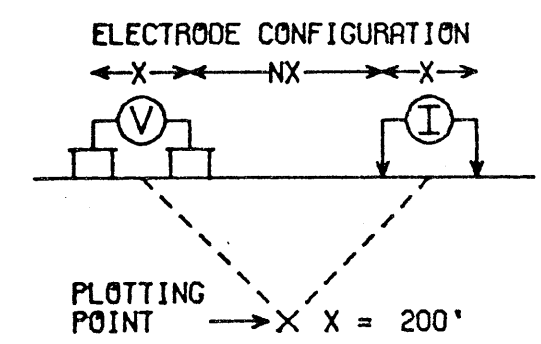 ELECTRODE CONFIGURATION
X NX X
V I
PLOTTING
POINT X X = 200'